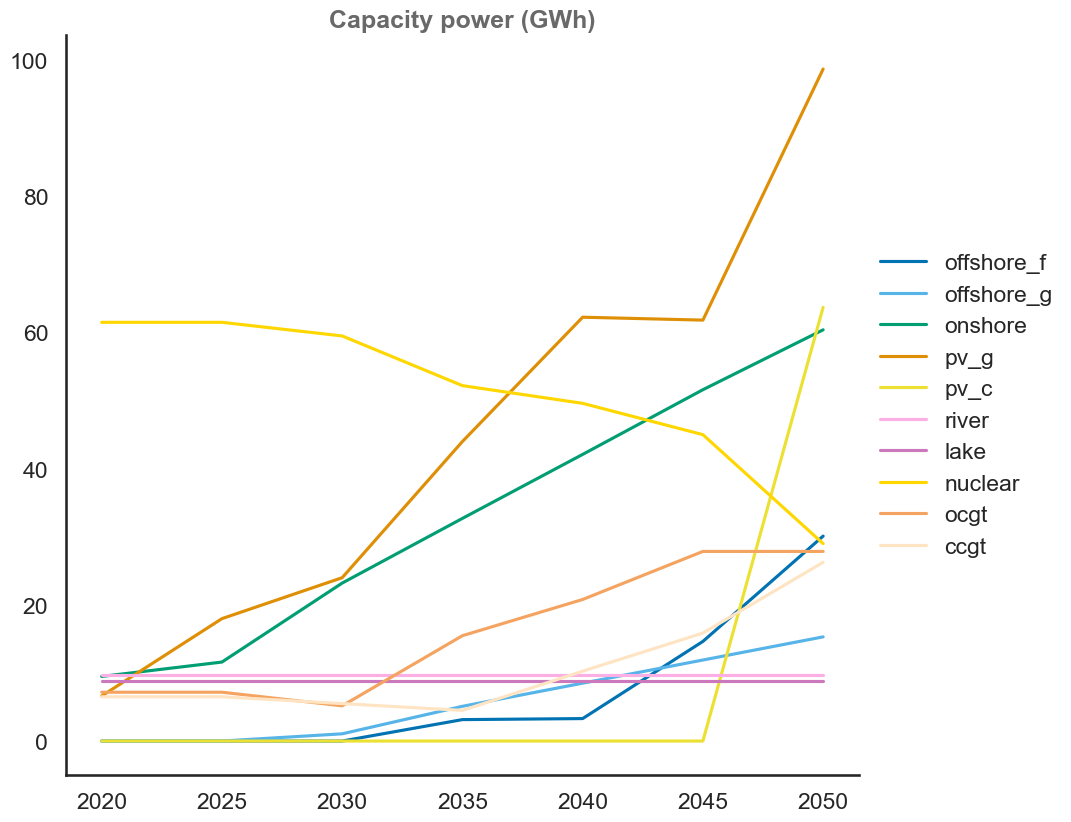 Capacity power (GWh)
100
80
60
40
20
0
2020 2025 2030 2035 2040 2045 2050
offshore_f
offshore_g
onshore
pv_g
pv_c
river
lake
nuclear
ocgt
ccgt